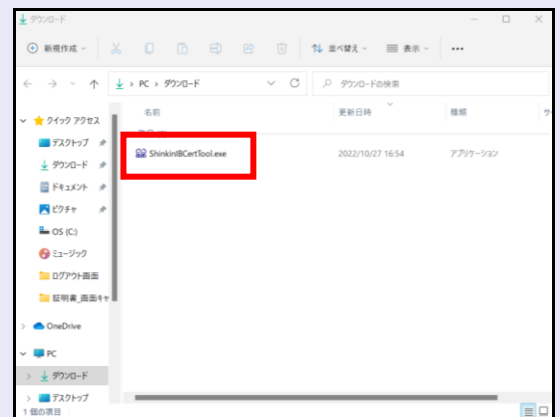 ダウンロード
新規作成
並べ替え
表示
PC > ダウンロード
ダウンロードの検索
名前
更新日時
種類
クイック アクセス
ShinkinIBCertTool.exe
2022/10/27 16:54
アプリケーション
デスクトップ
ダウンロード
ドキュメント
ピクチャ
OS (C:)
ミュージック
ログアウト画面
証明書_画面キャ
OneDrive
PC
ダウンロード
デスクトップ
1 個の項目